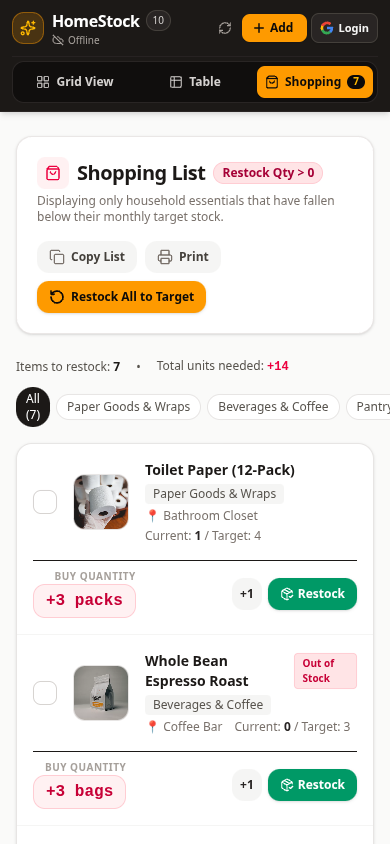 HomeStock 10
Offline
Add
Login
Grid View
Table
Shopping 7
Shopping List
Restock Qty > 0
Displaying only household essentials that have fallen
below their monthly target stock.
Copy List
Print
Restock All to Target
Items to restock: 7 • Total units needed: +14
All
(7)
Paper Goods & Wraps
Beverages & Coffee
Pantry
Toilet Paper (12-Pack)
Paper Goods & Wraps
📍 Bathroom Closet
Current: 1 / Target: 4
BUY QUANTITY
+3 packs
+1
Restock
Whole Bean
Espresso Roast
Out of
Stock
Beverages & Coffee
📍 Coffee Bar Current: 0 / Target: 3
BUY QUANTITY
+3 bags
+1
Restock